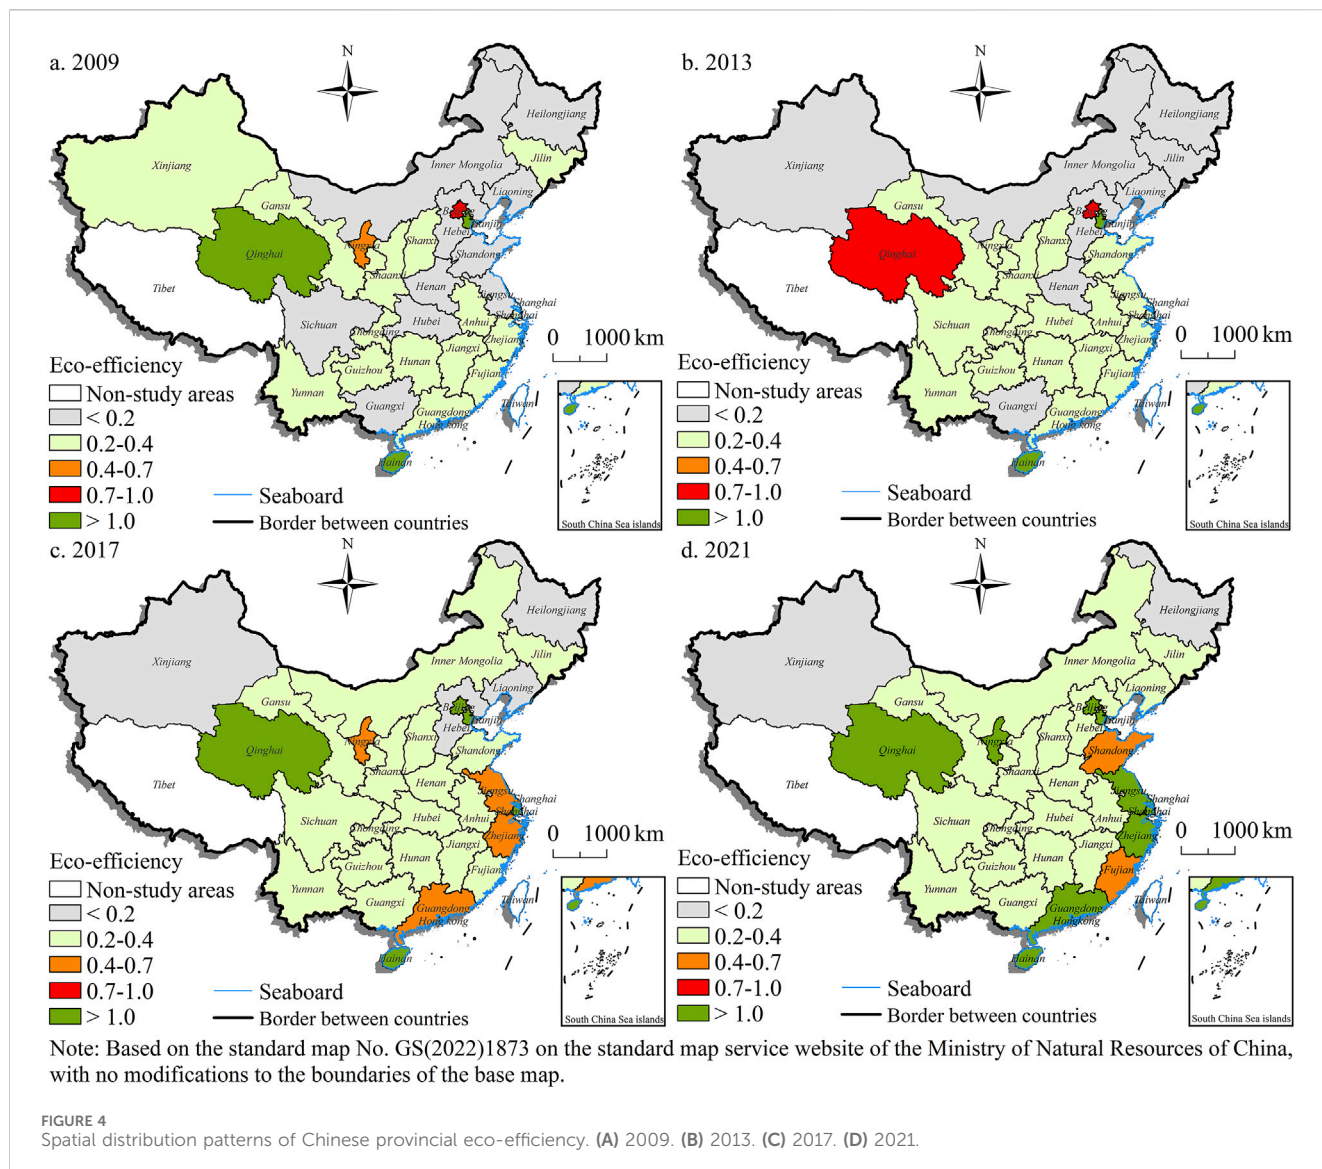 a. 2009
N
Xinjiang
Gansu
Qinghai
Tibet
Inner Mongolia
Heilongjiang
Jilin
Liaoning
Beijing
Tianjin
Hebei
Shanxi
Ningxia
Shaanxi
Shandong
Henan
Jiangsu
Shanghai
Shanghai
Anhui
Hubei
Sichuan
Chongqing
Zhejiang
Jiangxi
Hunan
Guizhou
Fujian
Yunnan
Guangxi
Guangdong
Hong kong
Taiwan
Hainan
0 1000 km
Eco-efficiency
Non-study areas
< 0.2
0.2-0.4
0.4-0.7
0.7-1.0
> 1.0
Seaboard
Border between countries
South China Sea islands
b. 2013
N
Xinjiang
Gansu
Qinghai
Tibet
Inner Mongolia
Heilongjiang
Jilin
Liaoning
Beijing
Tianjin
Hebei
Shanxi
Ningxia
Shaanxi
Shandong
Henan
Jiangsu
Shanghai
Shanghai
Anhui
Hubei
Sichuan
Chongqing
Zhejiang
Jiangxi
Hunan
Guizhou
Fujian
Yunnan
Guangxi
Guangdong
Hong kong
Taiwan
Hainan
0 1000 km
Eco-efficiency
Non-study areas
< 0.2
0.2-0.4
0.4-0.7
0.7-1.0
> 1.0
Seaboard
Border between countries
South China Sea islands
c. 2017
N
Xinjiang
Gansu
Qinghai
Tibet
Inner Mongolia
Heilongjiang
Jilin
Liaoning
Beijing
Tianjin
Hebei
Shanxi
Ningxia
Shaanxi
Shandong
Henan
Jiangsu
Shanghai
Shanghai
Anhui
Hubei
Sichuan
Chongqing
Zhejiang
Jiangxi
Hunan
Guizhou
Fujian
Yunnan
Guangxi
Guangdong
Hong kong
Taiwan
Hainan
0 1000 km
Eco-efficiency
Non-study areas
< 0.2
0.2-0.4
0.4-0.7
0.7-1.0
> 1.0
Seaboard
Border between countries
South China Sea islands
d. 2021
N
Xinjiang
Gansu
Qinghai
Tibet
Inner Mongolia
Heilongjiang
Jilin
Liaoning
Beijing
Tianjin
Hebei
Shanxi
Ningxia
Shaanxi
Shandong
Henan
Jiangsu
Shanghai
Shanghai
Anhui
Hubei
Sichuan
Chongqing
Zhejiang
Jiangxi
Hunan
Guizhou
Fujian
Yunnan
Guangxi
Guangdong
Hongkong
Taiwan
Hainan
0 1000 km
Eco-efficiency
Non-study areas
< 0.2
0.2-0.4
0.4-0.7
0.7-1.0
> 1.0
Seaboard
Border between countries
South China Sea islands
Note: Based on the standard map No. GS(2022)1873 on the standard map service website of the Ministry of Natural Resources of China,
with no modifications to the boundaries of the base map.
FIGURE 4
Spatial distribution patterns of Chinese provincial eco-efficiency. (A) 2009. (B) 2013. (C) 2017. (D) 2021.